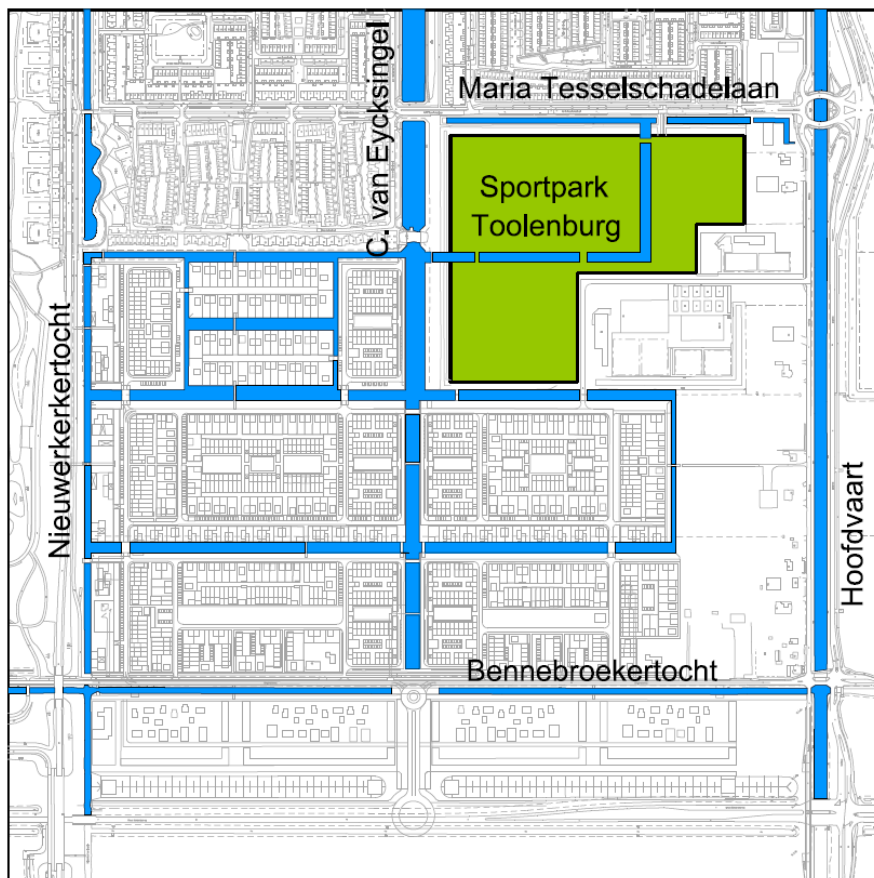 Maria Tesselschadelaan
C. van Eycksingel
Sportpark
Toolenburg
Nieuwerkerkertocht
Hoofdvaart
Bennebroekertocht